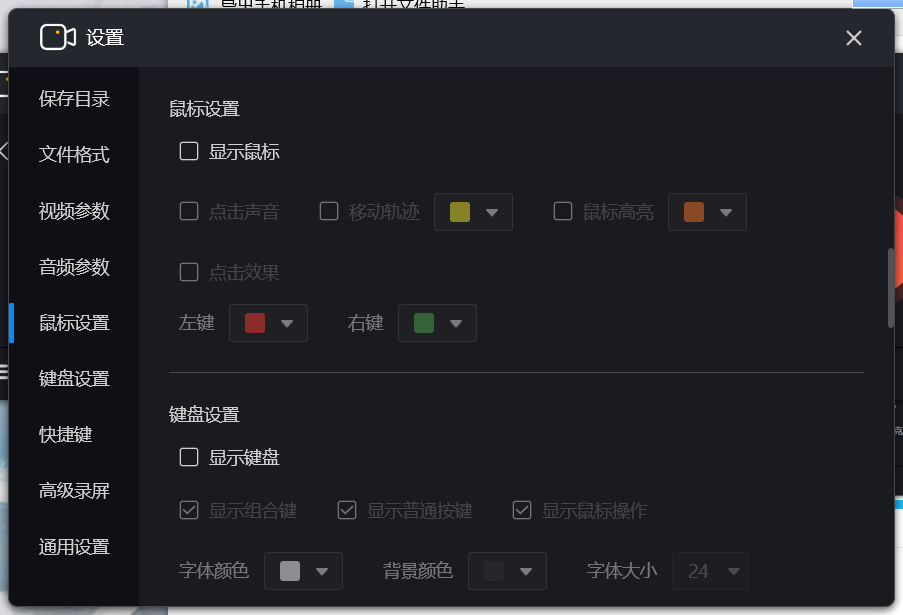 设置
保存目录
文件格式
视频参数
音频参数
鼠标设置
键盘设置
快捷键
高级录屏
通用设置
鼠标设置
显示鼠标
点击声音 移动轨迹 鼠标高亮
点击效果
左键 右键
键盘设置
显示键盘
显示组合键 显示普通按键 显示鼠标操作
字体颜色 背景颜色 字体大小 24